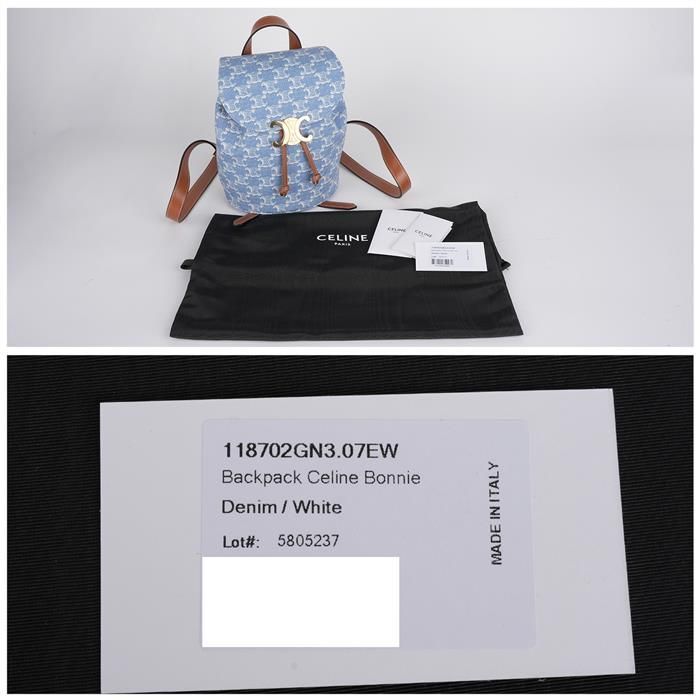 CELINE
PARIS
118702GN3.07EW
Backpack Celine Bonnie
Denim / White
Lot#: 5805237
MADE IN ITALY